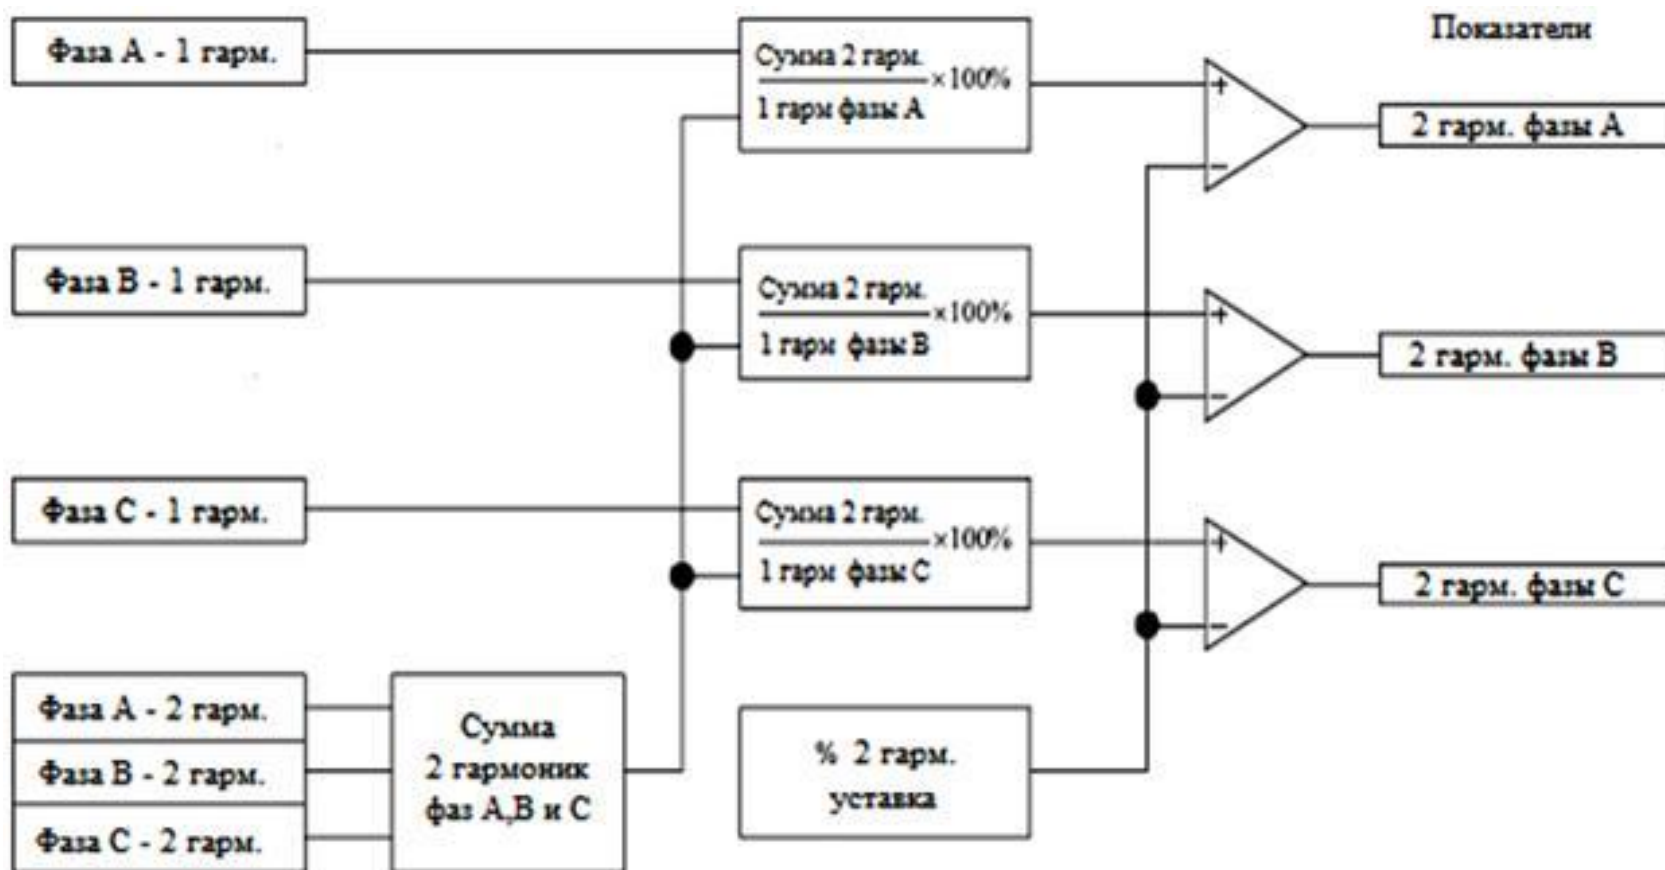 Показатели
Фаза А - 1 гарм.
Сумма 2 гарм.
×100%
1 гарм фазы А
+
−
2 гарм. фазы А
Фаза В - 1 гарм.
Сумма 2 гарм.
×100%
1 гарм фазы В
+
−
2 гарм. фазы В
Фаза С - 1 гарм.
Сумма 2 гарм.
×100%
1 гарм фазы С
+
−
2 гарм. фазы С
Фаза А - 2 гарм.
Фаза В - 2 гарм.
Фаза С - 2 гарм.
Сумма
2 гармоник
фаз А,В и С
% 2 гарм.
уставка